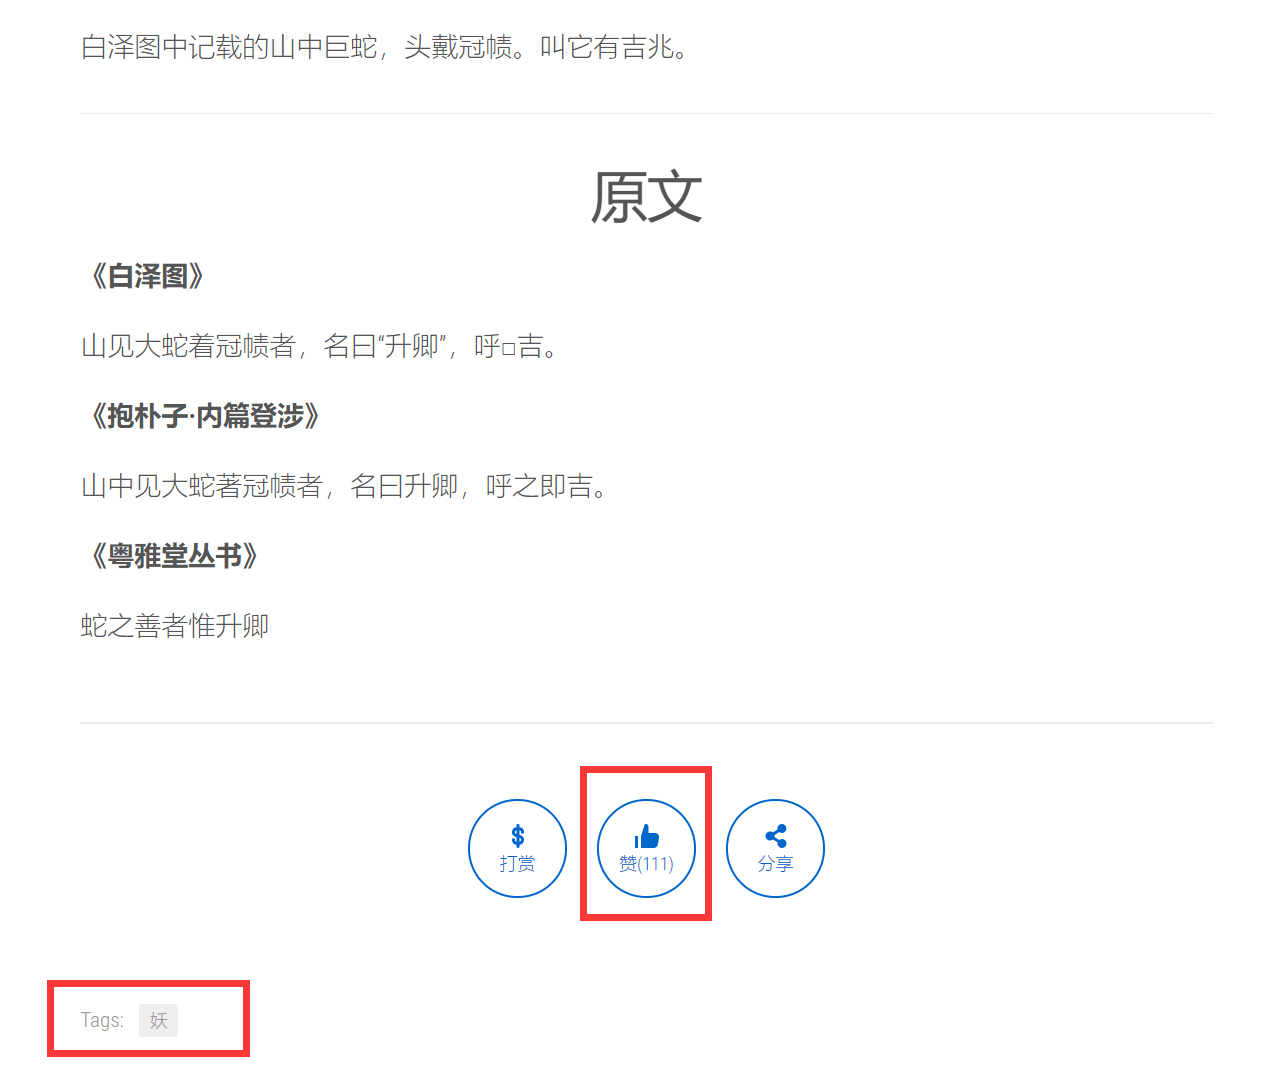 白泽图中记载的山中巨蛇，头戴冠帻。叫它有吉兆。
原文
《白泽图》
山见大蛇着冠帻者，名曰“升卿”，呼□吉。
《抱朴子·内篇登涉》
山中见大蛇著冠帻者，名曰升卿，呼之即吉。
《粤雅堂丛书》
蛇之善者惟升卿
打赏
赞(111)
分享
Tags: 妖